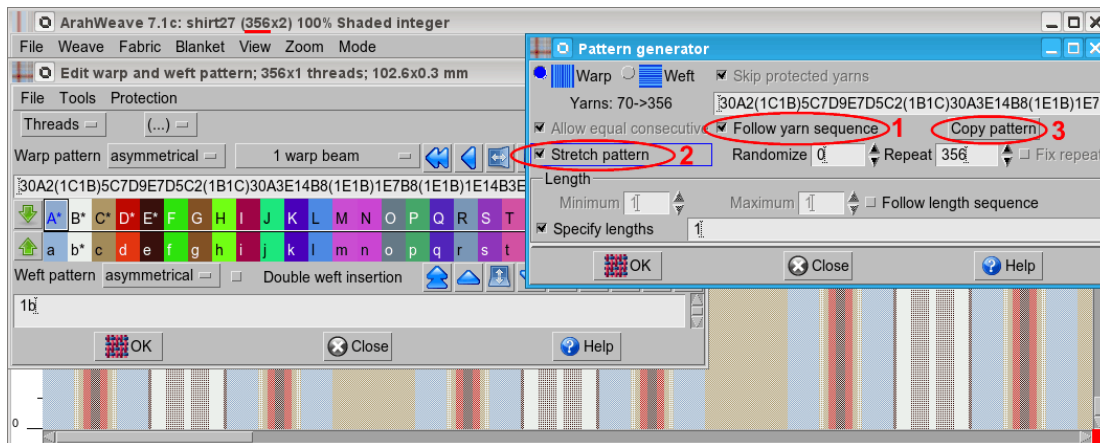 ArahWeave 7.1c: shirt27 (356x2) 100% Shaded integer
File Weave Fabric Blanket View Zoom Mode
Edit warp and weft pattern; 356x1 threads; 102.6x0.3 mm
File Tools Protection
Threads (...)
Warp pattern asymmetrical 1 warp beam
30A2(1C1B)5C7D9E7D5C2(1B1C)30A3E14B8(1E1B)1E7B8(1E1B)1E14B3E
A* B* C* D* E* F G H I J K L M N O P Q R S T
a b* c d e f g h i j k l m n o p q r s t
Weft pattern asymmetrical Double weft insertion
1b
OK Close Help
Pattern generator
Warp Weft Skip protected yarns
Yarns: 70->356 30A2(1C1B)5C7D9E7D5C2(1B1C)30A3E14B8(1E1B)1E7
Allow equal consecutive Follow yarn sequence 1 Copy pattern 3
Stretch pattern 2 Randomize 0 Repeat 356 Fix repeat
Length
Minimum 1 Maximum 1 Follow length sequence
Specify lengths 1
OK Close Help
0